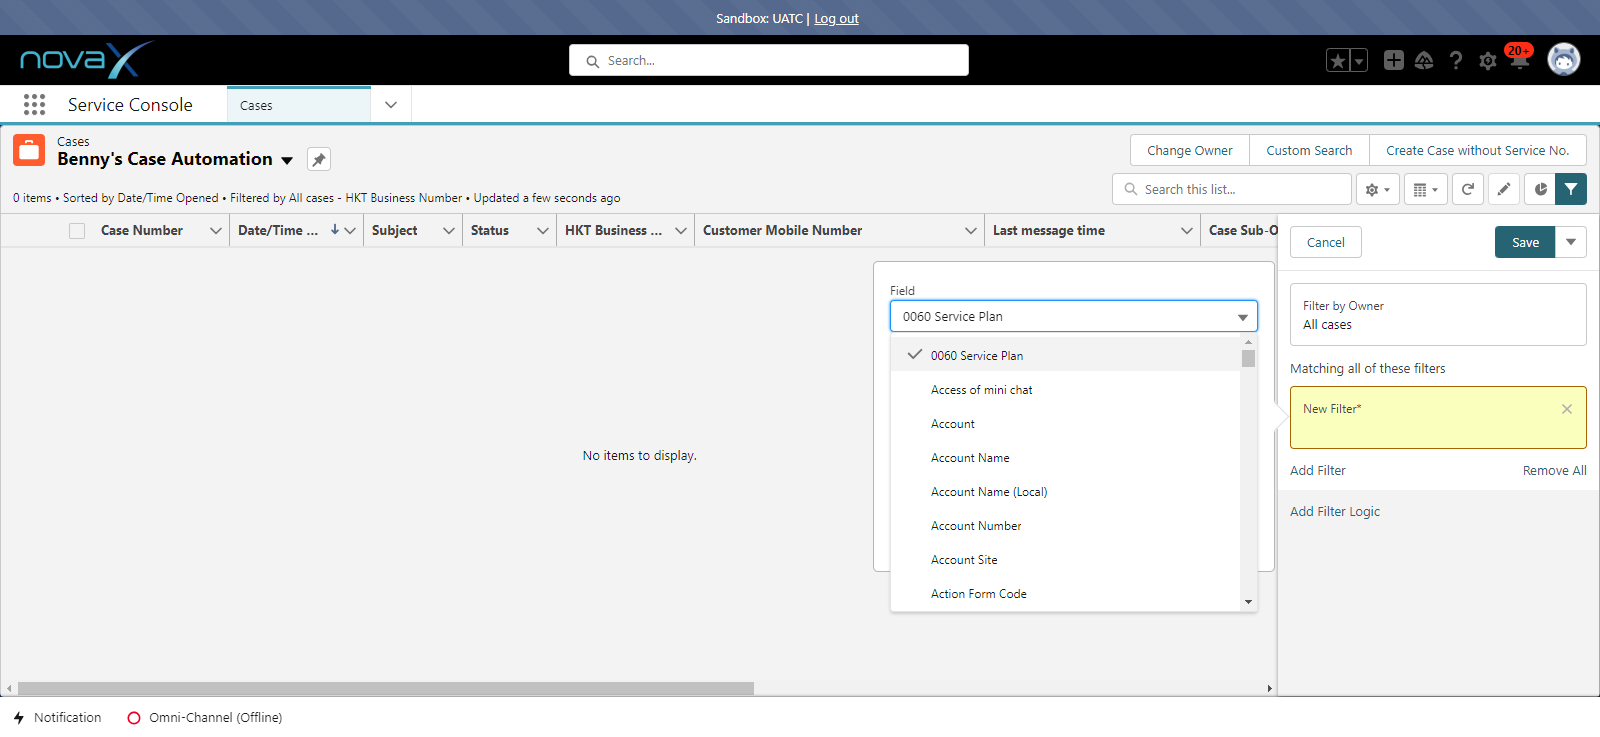 Sandbox: UATC | Log out
novaX
Search...
20+
Service Console
Cases
Cases
Benny's Case Automation
Change Owner
Custom Search
Create Case without Service No.
0 items • Sorted by Date/Time Opened • Filtered by All cases - HKT Business Number • Updated a few seconds ago
Search this list...
Case Number
Date/Time ...
Subject
Status
HKT Business ...
Customer Mobile Number
Last message time
Case Sub-O
Cancel
Save
Field
0060 Service Plan
0060 Service Plan
Access of mini chat
Account
Account Name
Account Name (Local)
Account Number
Account Site
Action Form Code
No items to display.
Filter by Owner
All cases
Matching all of these filters
New Filter*
Add Filter
Remove All
Add Filter Logic
Notification
Omni-Channel (Offline)